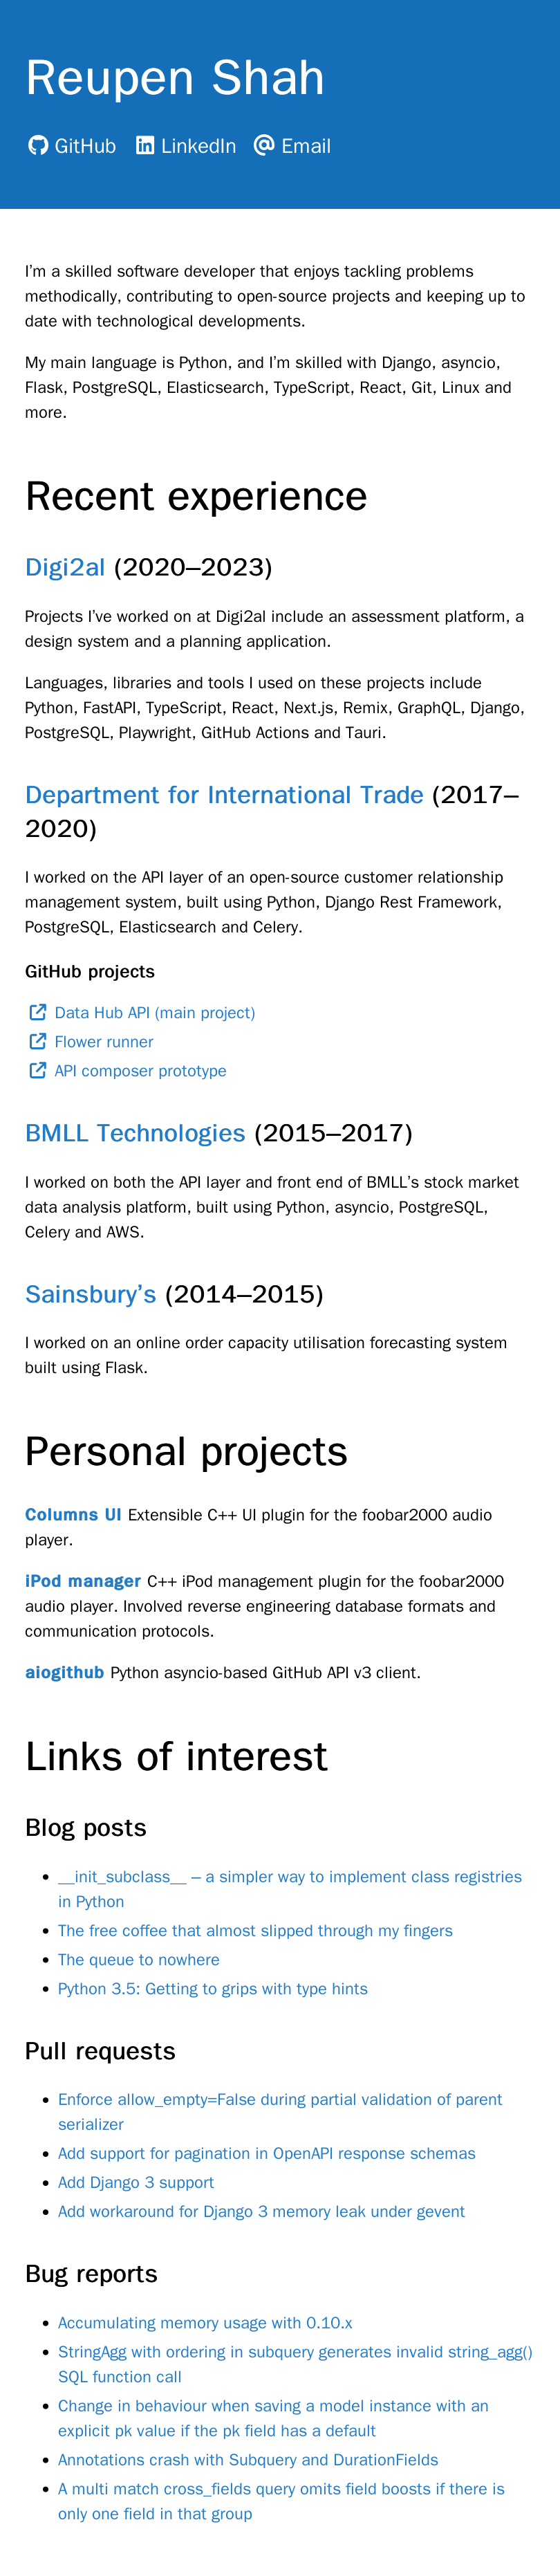 Reupen Shah
GitHub LinkedIn Email
I’m a skilled software developer that enjoys tackling problems
methodically, contributing to open-source projects and keeping up to
date with technological developments.
My main language is Python, and I’m skilled with Django, asyncio,
Flask, PostgreSQL, Elasticsearch, TypeScript, React, Git, Linux and
more.
Recent experience
Digi2al (2020–2023)
Projects I’ve worked on at Digi2al include an assessment platform, a
design system and a planning application.
Languages, libraries and tools I used on these projects include
Python, FastAPI, TypeScript, React, Next.js, Remix, GraphQL, Django,
PostgreSQL, Playwright, GitHub Actions and Tauri.
Department for International Trade (2017–
2020)
I worked on the API layer of an open-source customer relationship
management system, built using Python, Django Rest Framework,
PostgreSQL, Elasticsearch and Celery.
GitHub projects
Data Hub API (main project)
Flower runner
API composer prototype
BMLL Technologies (2015–2017)
I worked on both the API layer and front end of BMLL’s stock market
data analysis platform, built using Python, asyncio, PostgreSQL,
Celery and AWS.
Sainsbury’s (2014–2015)
I worked on an online order capacity utilisation forecasting system
built using Flask.
Personal projects
Columns UI Extensible C++ UI plugin for the foobar2000 audio
player.
iPod manager C++ iPod management plugin for the foobar2000
audio player. Involved reverse engineering database formats and
communication protocols.
aiogithub Python asyncio-based GitHub API v3 client.
Links of interest
Blog posts
• __init_subclass__ – a simpler way to implement class registries
in Python
• The free coffee that almost slipped through my fingers
• The queue to nowhere
• Python 3.5: Getting to grips with type hints
Pull requests
• Enforce allow_empty=False during partial validation of parent
serializer
• Add support for pagination in OpenAPI response schemas
• Add Django 3 support
• Add workaround for Django 3 memory leak under gevent
Bug reports
• Accumulating memory usage with 0.10.x
• StringAgg with ordering in subquery generates invalid string_agg()
SQL function call
• Change in behaviour when saving a model instance with an
explicit pk value if the pk field has a default
• Annotations crash with Subquery and DurationFields
• A multi match cross_fields query omits field boosts if there is
only one field in that group